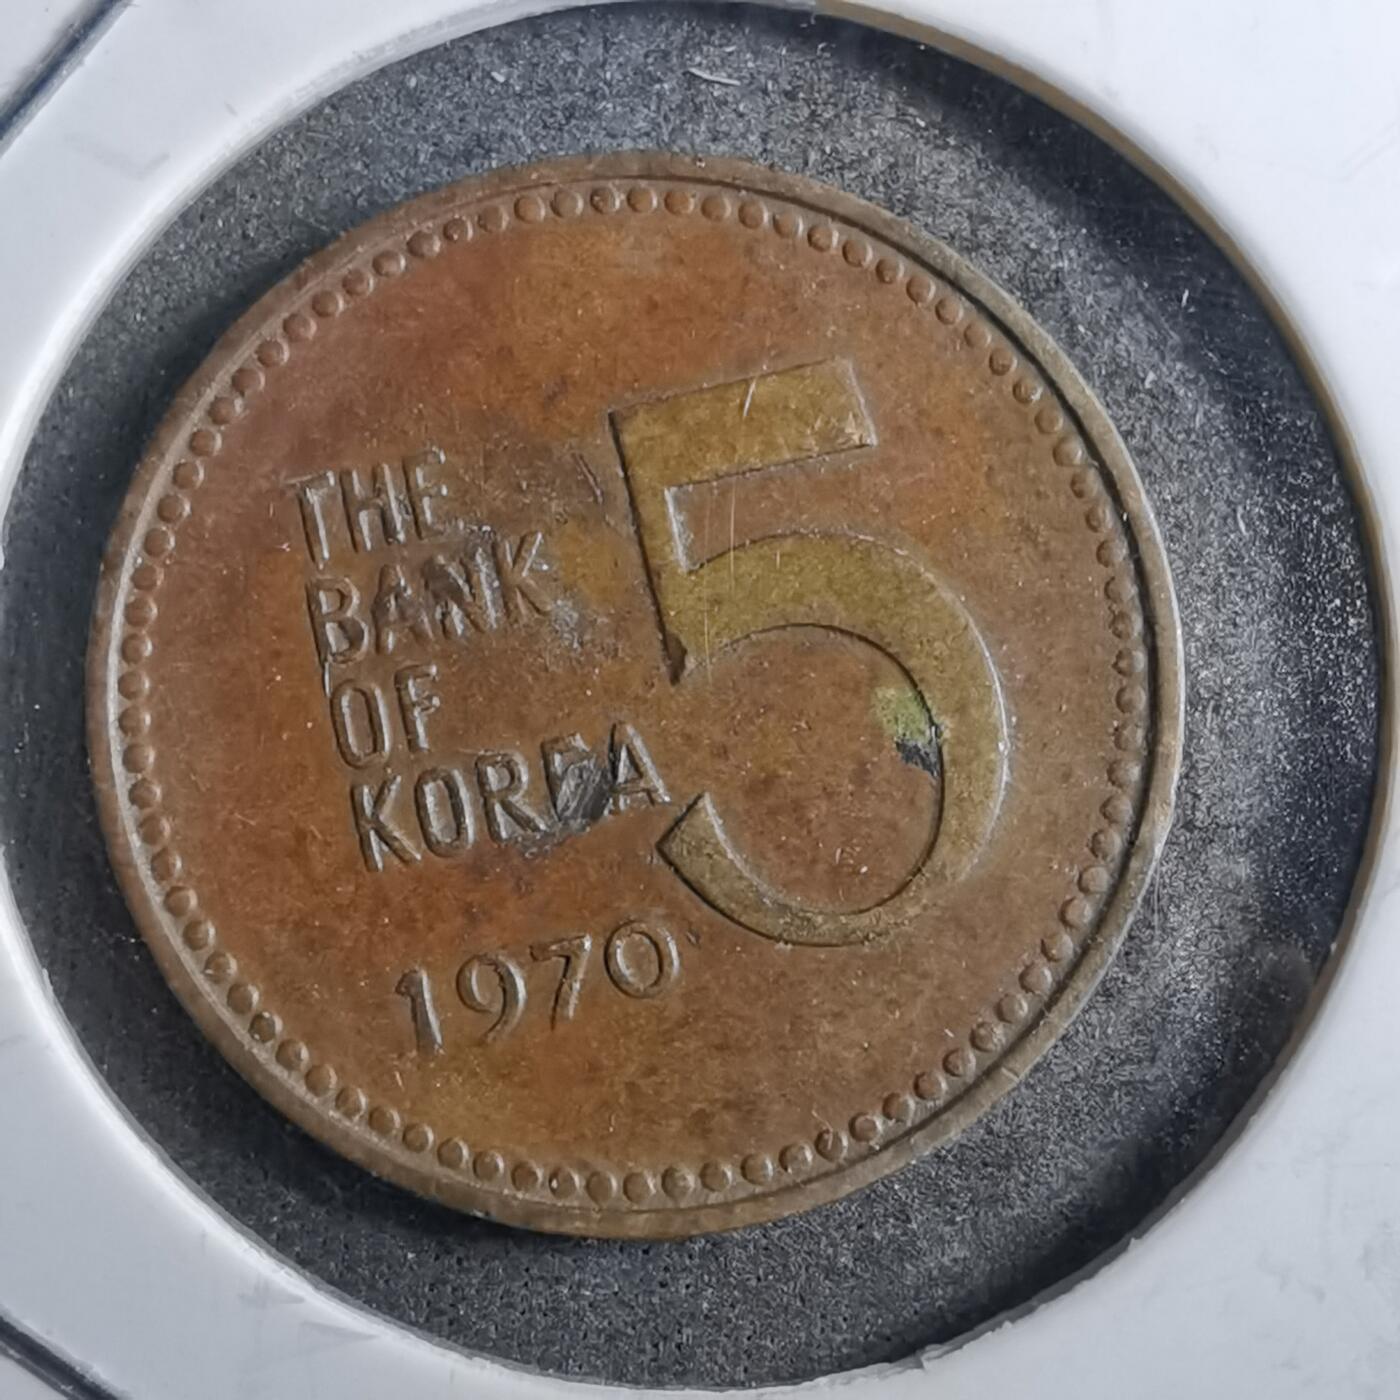 THE
BANK
OF
KOREA
5
1970